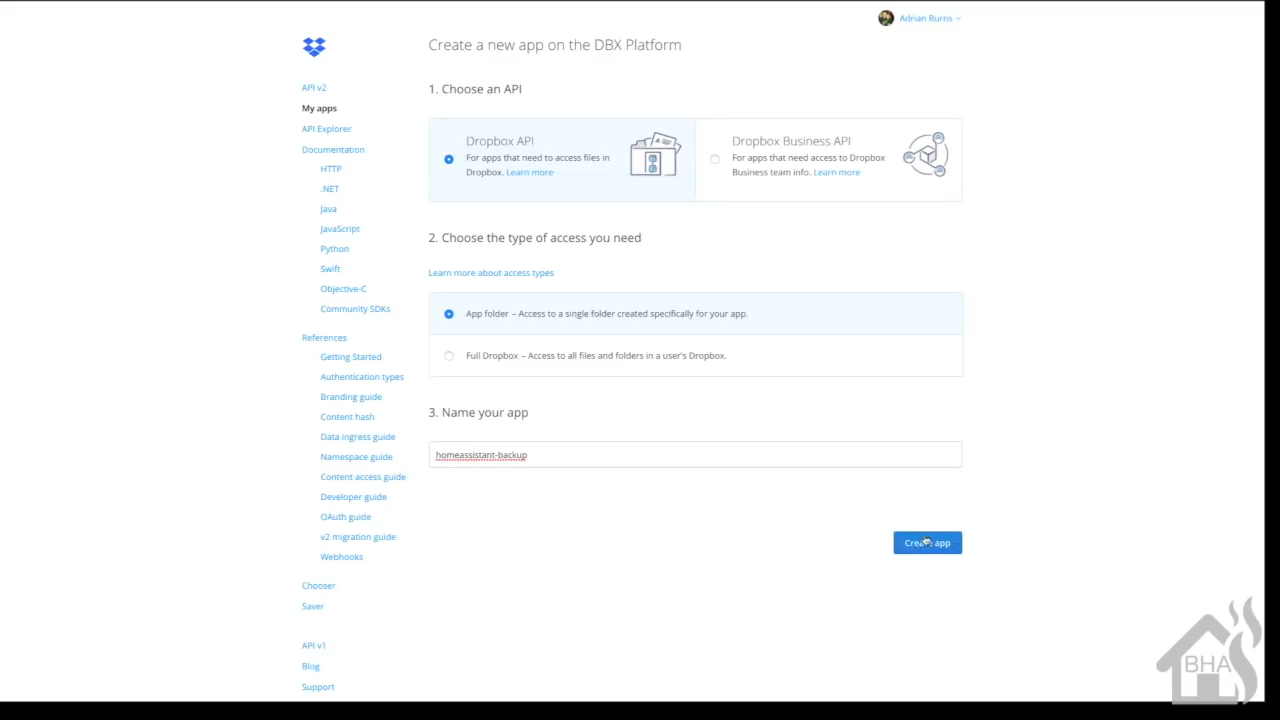 Adrian Burns
Create a new app on the DBX Platform
API v2
My apps
API Explorer
Documentation
HTTP
.NET
Java
JavaScript
Python
Swift
Objective-C
Community SDKs
References
Getting Started
Authentication types
Branding guide
Content hash
Data ingress guide
Namespace guide
Content access guide
Developer guide
OAuth guide
v2 migration guide
Webhooks
Chooser
Saver
API v1
Blog
Support
1. Choose an API
Dropbox API
For apps that need to access files in
Dropbox. Learn more
Dropbox Business API
For apps that need access to Dropbox
Business team info. Learn more
2. Choose the type of access you need
Learn more about access types
App folder – Access to a single folder created specifically for your app.
Full Dropbox – Access to all files and folders in a user's Dropbox.
3. Name your app
homeassistant-backup
Create app
BHA